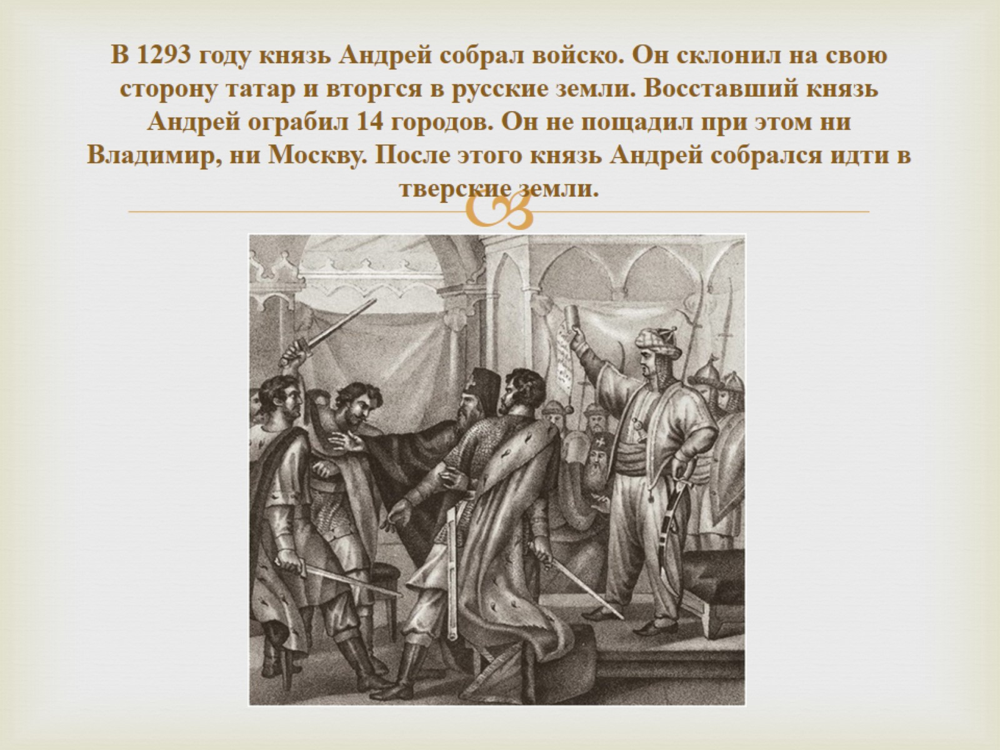 В 1293 году князь Андрей собрал войско. Он склонил на свою
сторону татар и вторгся в русские земли. Восставший князь
Андрей ограбил 14 городов. Он не пощадил при этом ни
Владимир, ни Москву. После этого князь Андрей собрался идти в
тверские земли.